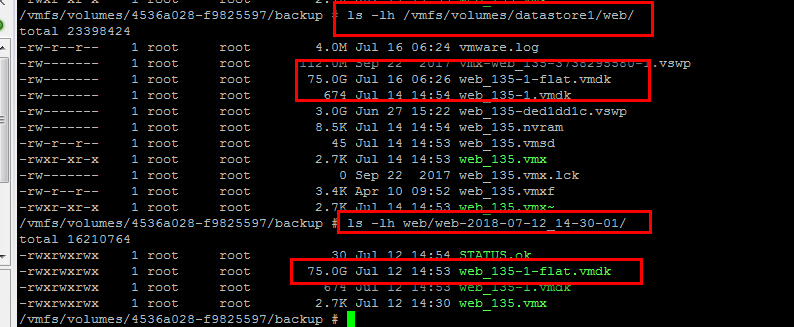 /vmfs/volumes/4536a028-f9825597/backup # ls -lh /vmfs/volumes/datastore1/web/
total 23398424
-rw-r--r-- 1 root root 4.0M Jul 16 06:24 vmware.log
-rw------- 1 root root 112.0M Sep 22 2017 vmx-web_135-3738295580-1.vswp
-rw------- 1 root root 75.0G Jul 16 06:26 web_135-1-flat.vmdk
-rw------- 1 root root 674 Jul 14 14:54 web_135-1.vmdk
-rw------- 1 root root 3.0G Jun 27 15:22 web_135-ded1dd1c.vswp
-rw------- 1 root root 8.5K Jul 14 14:54 web_135.nvram
-rw-r--r-- 1 root root 45 Jul 14 14:53 web_135.vmsd
-rwxr-xr-x 1 root root 2.7K Jul 14 14:53 web_135.vmx
-rw------- 1 root root 0 Sep 22 2017 web_135.vmx.lck
-rw-r--r-- 1 root root 3.4K Apr 10 09:52 web_135.vmxf
-rwxr-xr-x 1 root root 2.7K Jul 14 14:53 web_135.vmx~
/vmfs/volumes/4536a028-f9825597/backup # ls -lh web/web-2018-07-12_14-30-01/
total 16210764
-rwxrwxrwx 1 root root 30 Jul 12 14:54 STATUS.ok
-rwxrwxrwx 1 root root 75.0G Jul 12 14:53 web_135-1-flat.vmdk
-rwxrwxrwx 1 root root 674 Jul 12 14:53 web_135-1.vmdk
-rwxrwxrwx 1 root root 2.7K Jul 12 14:30 web_135.vmx
/vmfs/volumes/4536a028-f9825597/backup #